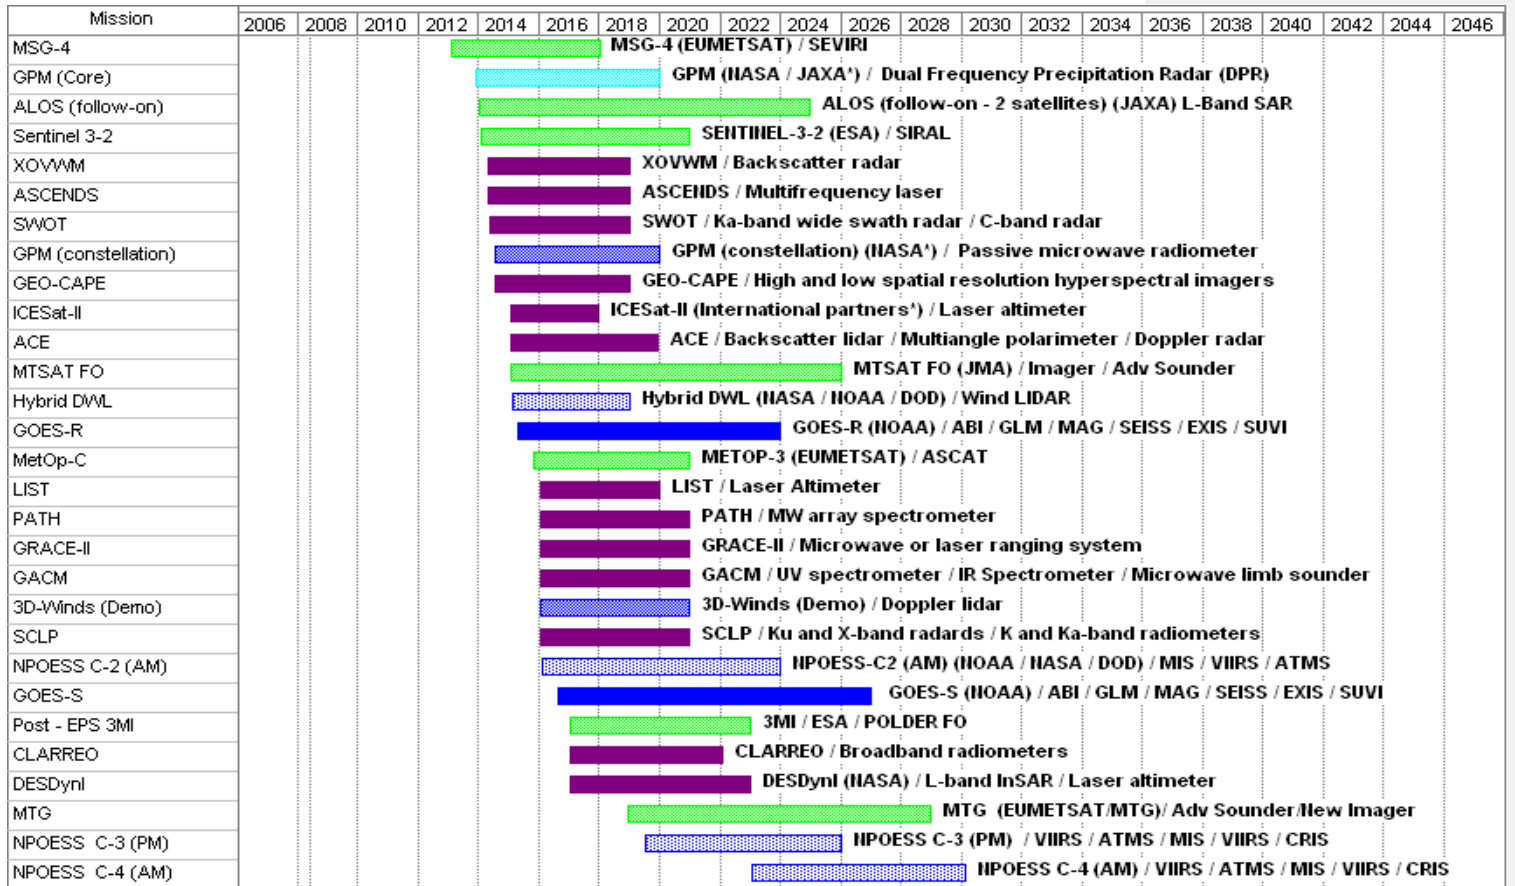 Mission 2006 2008 2010 2012 2014 2016 2018 2020 2022 2024 2026 2028 2030 2032 2034 2036 2038 2040 2042 2044 2046
MSG-4 MSG-4 (EUMETSAT) / SEVIRI
GPM (Core) GPM (NASA / JAXA*) / Dual Frequency Precipitation Radar (DPR)
ALOS (follow-on) ALOS (follow-on - 2 satellites) (JAXA) L-Band SAR
Sentinel 3-2 SENTINEL-3-2 (ESA) / SIRAL
XOVWM XOVWM / Backscatter radar
ASCENDS ASCENDS / Multifrequency laser
SWOT SWOT / Ka-band wide swath radar / C-band radar
GPM (constellation) GPM (constellation) (NASA*) / Passive microwave radiometer
GEO-CAPE GEO-CAPE / High and low spatial resolution hyperspectral imagers
ICESat-II ICESat-II (International partners*) / Laser altimeter
ACE ACE / Backscatter lidar / Multiangle polarimeter / Doppler radar
MTSAT FO MTSAT FO (JMA) / Imager / Adv Sounder
Hybrid DWL Hybrid DWL (NASA / NOAA / DOD) / Wind LIDAR
GOES-R GOES-R (NOAA) / ABI / GLM / MAG / SEISS / EXIS / SUVI
MetOp-C METOP-3 (EUMETSAT) / ASCAT
LIST LIST / Laser Altimeter
PATH PATH / MW array spectrometer
GRACE-II GRACE-II / Microwave or laser ranging system
GACM GACM / UV spectrometer / IR Spectrometer / Microwave limb sounder
3D-Winds (Demo) 3D-Winds (Demo) / Doppler lidar
SCLP SCLP / Ku and X-band radards / K and Ka-band radiometers
NPOESS C-2 (AM) NPOESS-C2 (AM) (NOAA / NASA / DOD) / MIS / VIIRS / ATMS
GOES-S GOES-S (NOAA) / ABI / GLM / MAG / SEISS / EXIS / SUVI
Post - EPS 3MI 3MI / ESA / POLDER FO
CLARREO CLARREO / Broadband radiometers
DESDynI DESDynI (NASA) / L-band InSAR / Laser altimeter
MTG MTG (EUMETSAT/MTG)/ Adv Sounder/New Imager
NPOESS C-3 (PM) NPOESS C-3 (PM) / VIIRS / ATMS / MIS / VIIRS / CRIS
NPOESS C-4 (AM) NPOESS C-4 (AM) / VIIRS / ATMS / MIS / VIIRS / CRIS